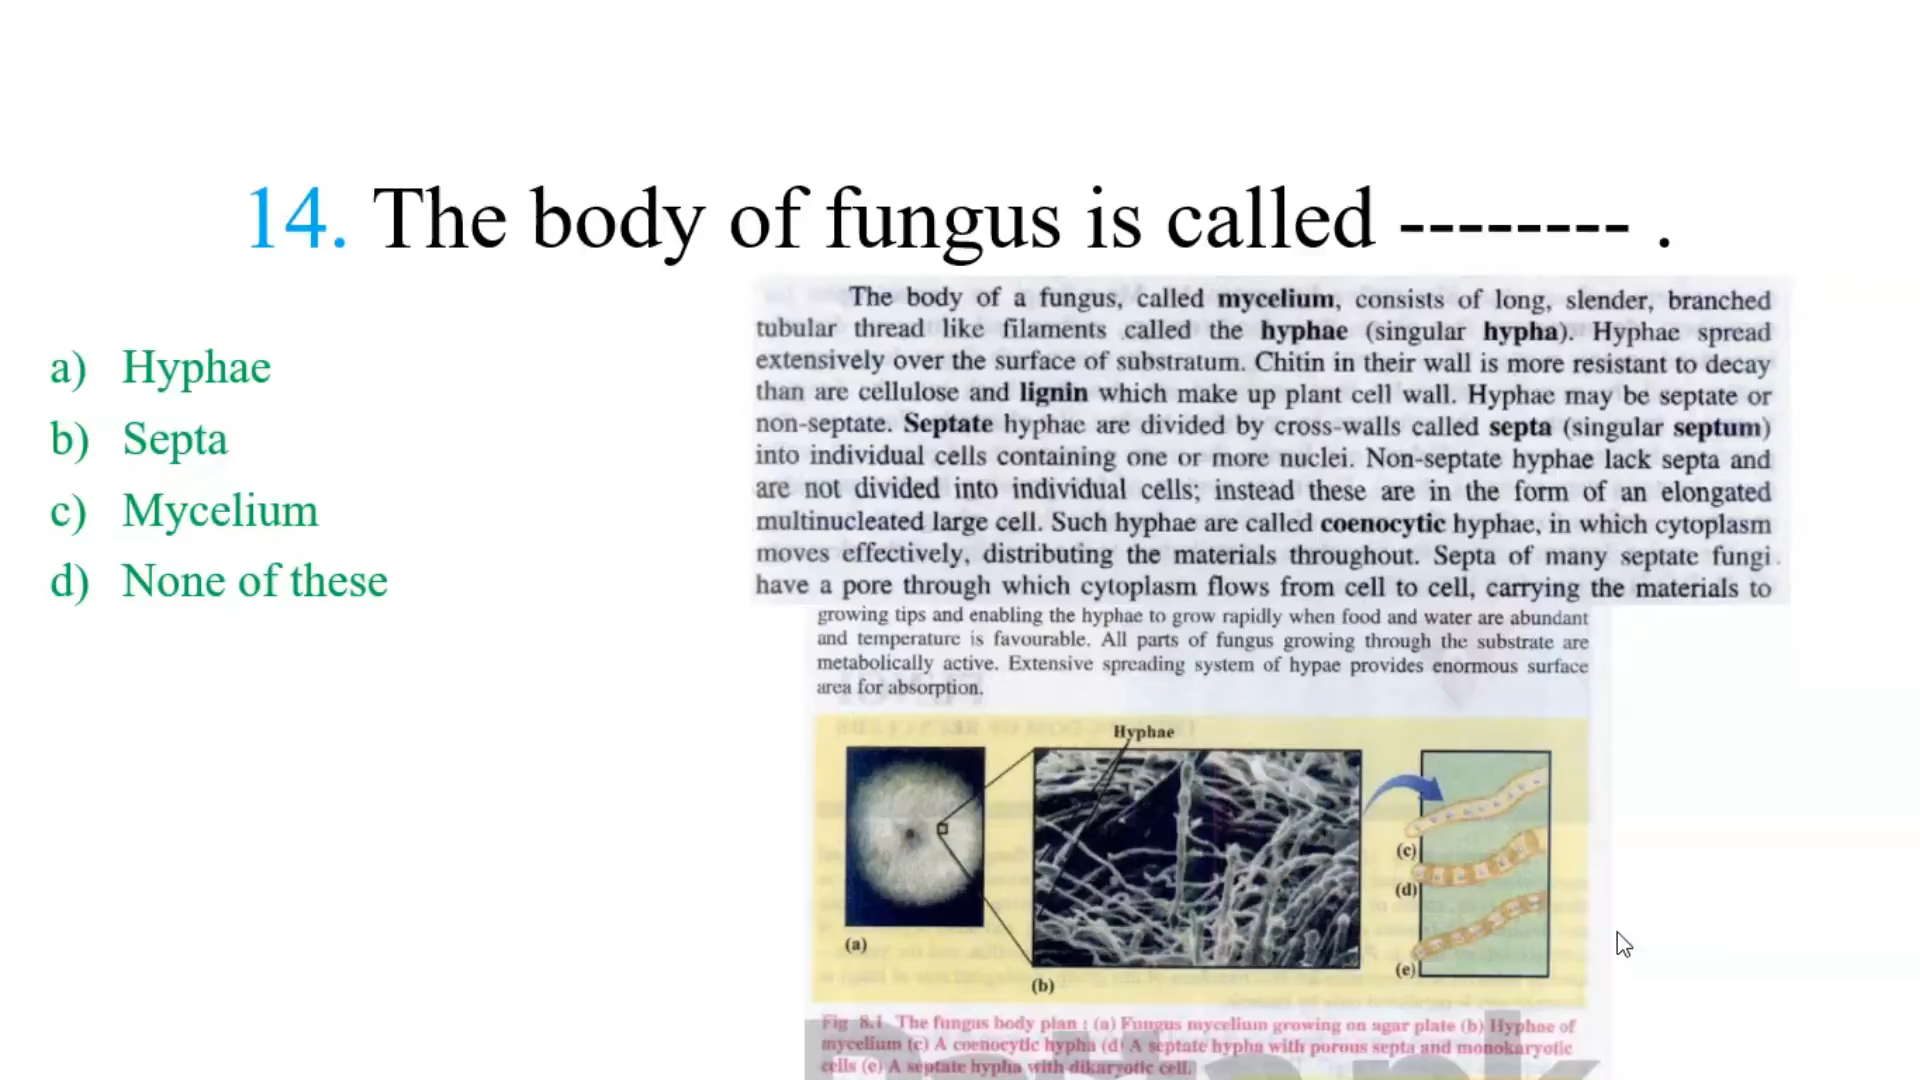 14. The body of fungus is called -------- .
a) Hyphae
b) Septa
c) Mycelium
d) None of these
The body of a fungus, called mycelium, consists of long, slender, branched
tubular thread like filaments called the hyphae (singular hypha). Hyphae spread
extensively over the surface of substratum. Chitin in their wall is more resistant to decay
than are cellulose and lignin which make up plant cell wall. Hyphae may be septate or
non-septate. Septate hyphae are divided by cross-walls called septa (singular septum)
into individual cells containing one or more nuclei. Non-septate hyphae lack septa and
are not divided into individual cells; instead these are in the form of an elongated
multinucleated large cell. Such hyphae are called coenocytic hyphae, in which cytoplasm
moves effectively, distributing the materials throughout. Septa of many septate fungi
have a pore through which cytoplasm flows from cell to cell, carrying the materials to
growing tips and enabling the hyphae to grow rapidly when food and water are abundant
and temperature is favourable. All parts of fungus growing through the substrate are
metabolically active. Extensive spreading system of hypae provides enormous surface
area for absorption.
Hyphae
(a)
(b)
(c)
(d)
(e)
Fig 8.1 The fungus body plan : (a) Fungus mycelium growing on agar plate (b) Hyphae of
mycelium (c) A coenocytic hypha (d) A septate hypha with porous septa and monokaryotic
cells (e) A septate hypha with dikaryotic cell.